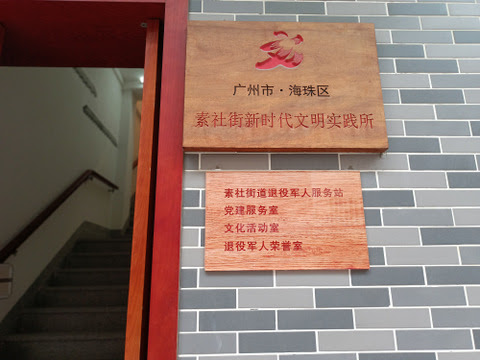 广州市·海珠区
素社街新时代文明实践所
素社街道退役军人服务站
党建服务室
文化活动室
退役军人荣誉室